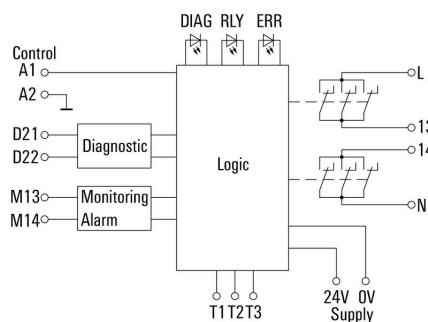 DIAG RLY ERR
Control
A1
A2
D21
D22
Diagnostic
M13
M14
Monitoring
Alarm
Logic
L
13
14
N
T1 T2 T3
24V 0V
Supply